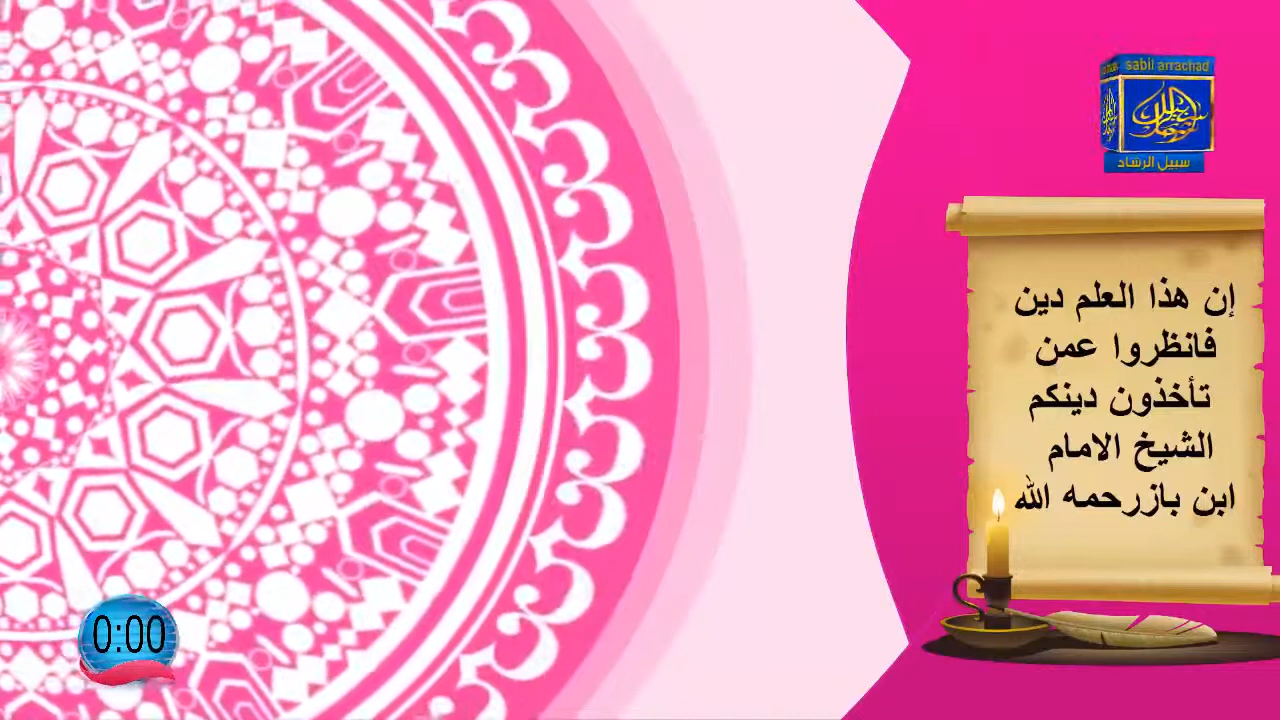 sabil arrachad
سبيل الرشاد
إن هذا العلم دين
فانظروا عمن
تأخذون دينكم
الشيخ الامام
ابن بازرحمه الله
0:00